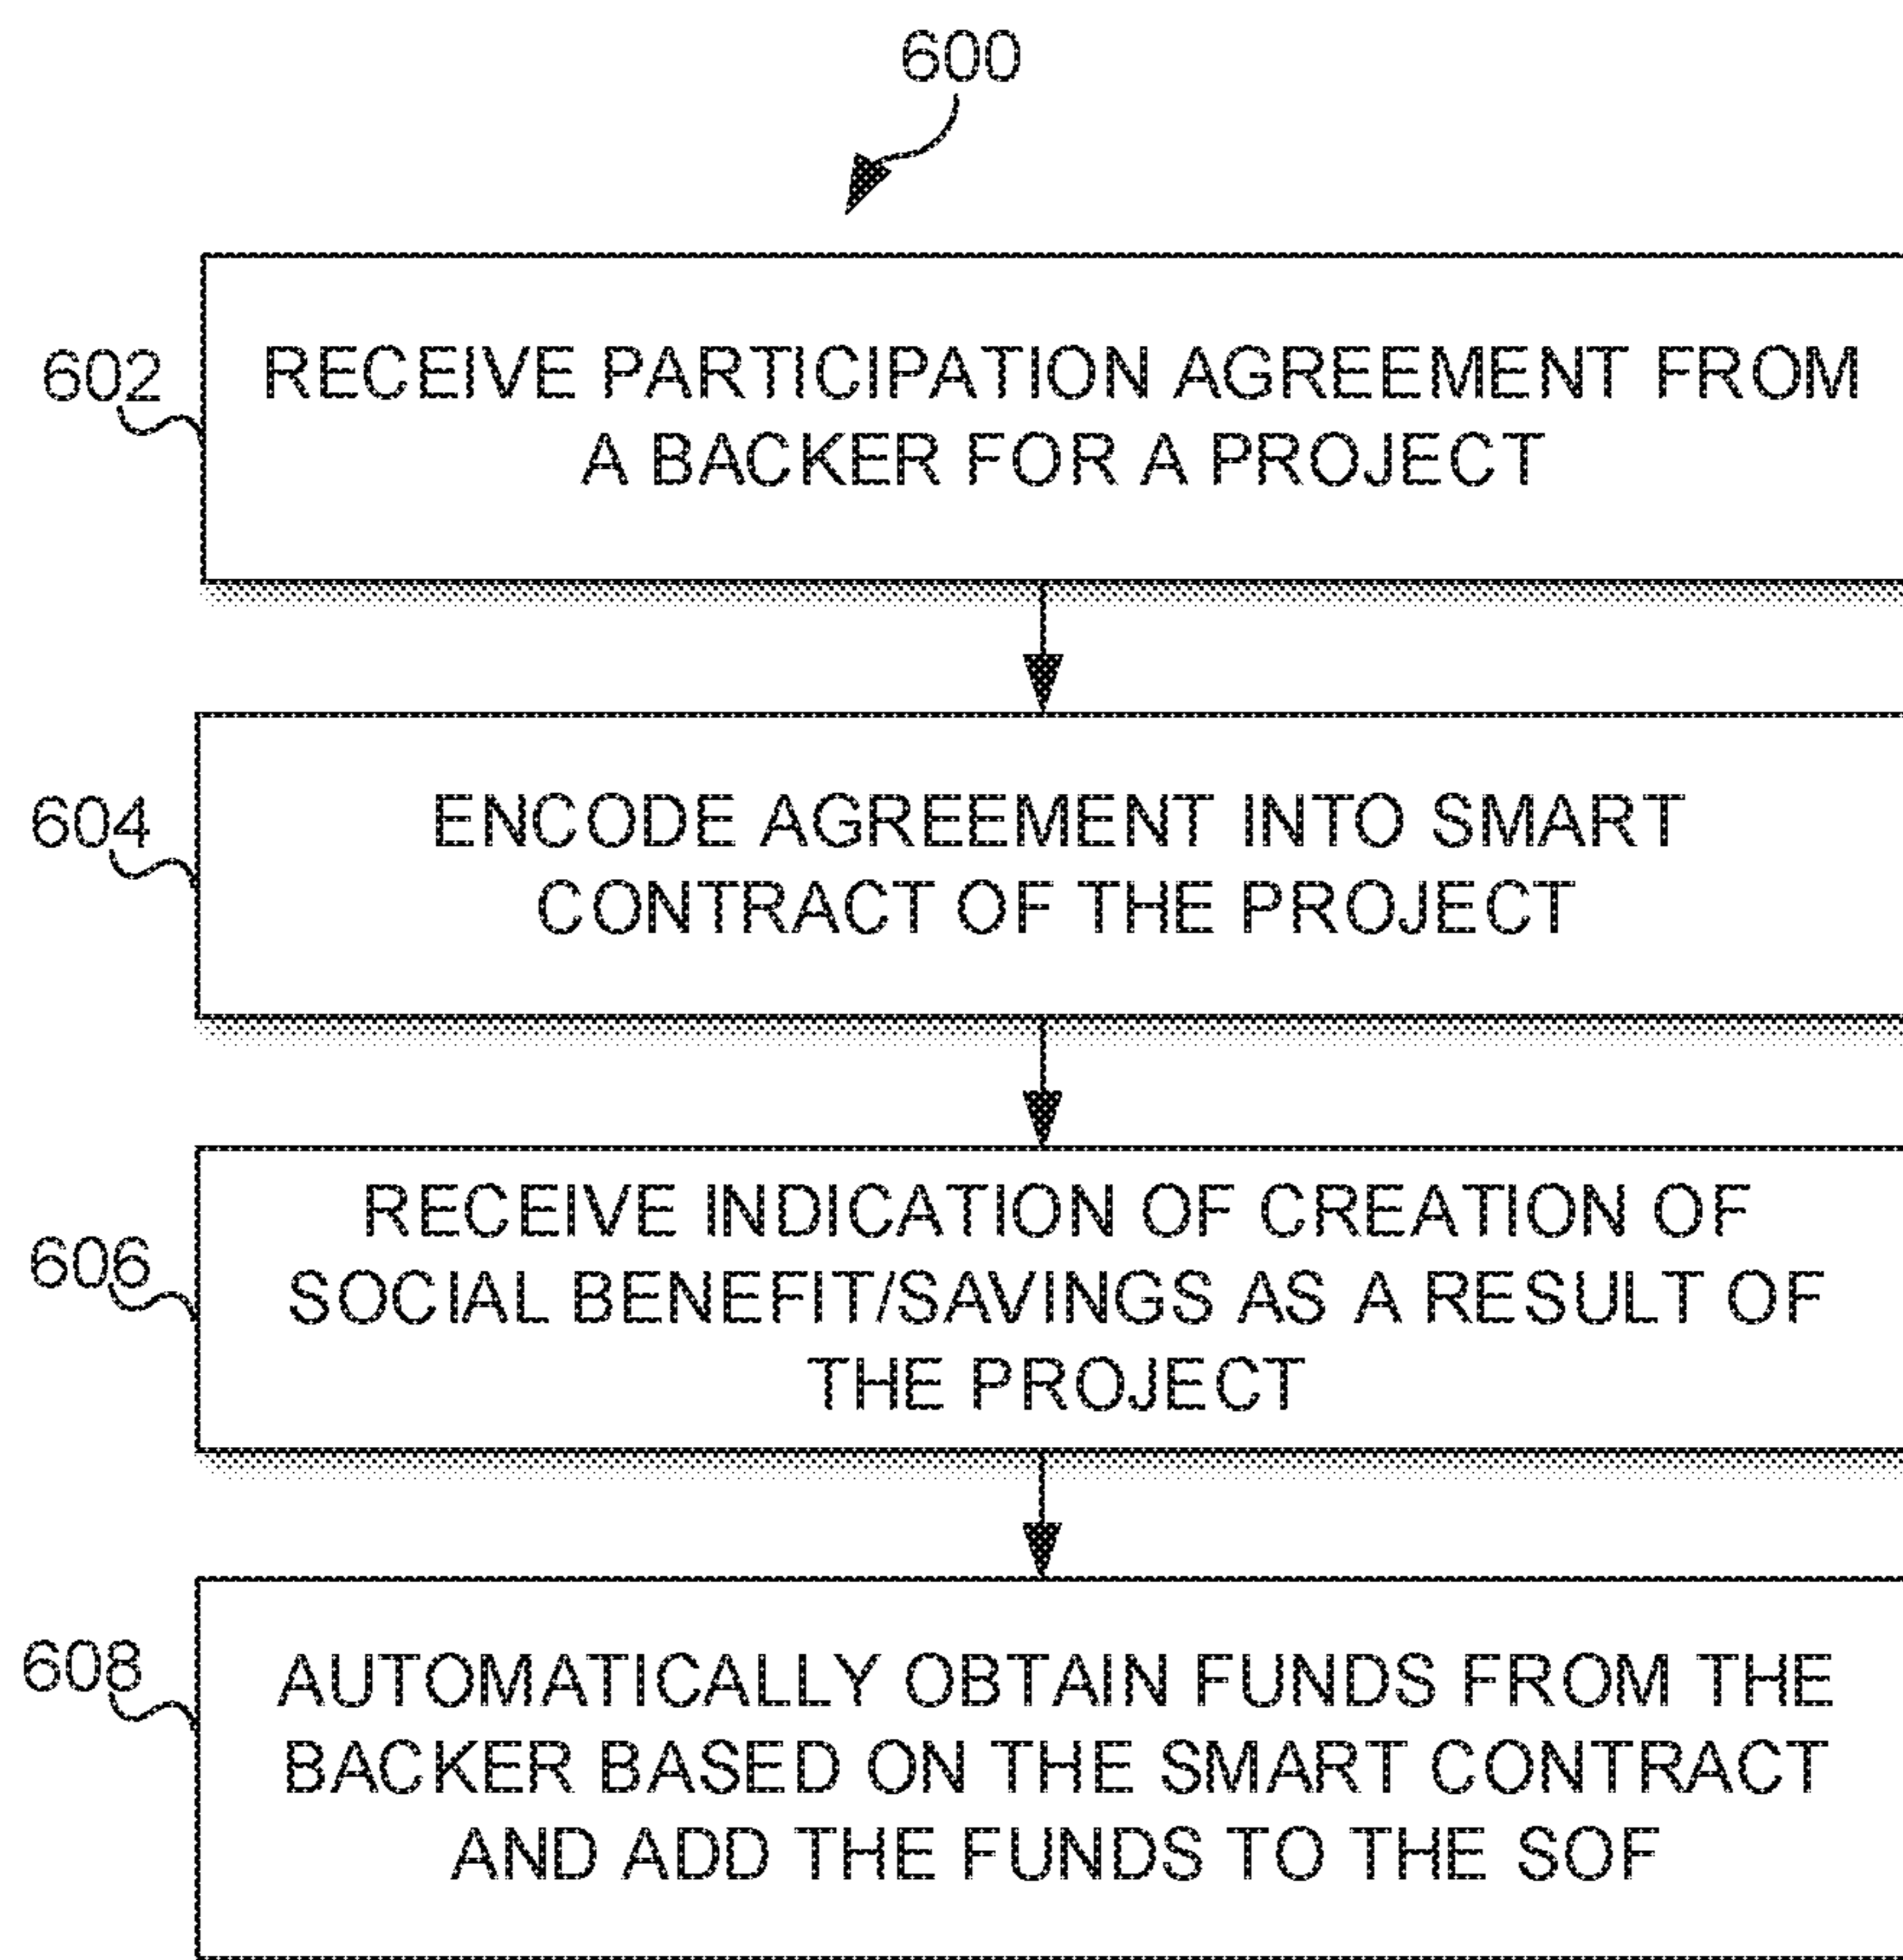 600
602
RECEIVE PARTICIPATION AGREEMENT FROM
A BACKER FOR A PROJECT
604
ENCODE AGREEMENT INTO SMART
CONTRACT OF THE PROJECT
606
RECEIVE INDICATION OF CREATION OF
SOCIAL BENEFIT/SAVINGS AS A RESULT OF
THE PROJECT
608
AUTOMATICALLY OBTAIN FUNDS FROM THE
BACKER BASED ON THE SMART CONTRACT
AND ADD THE FUNDS TO THE SOF